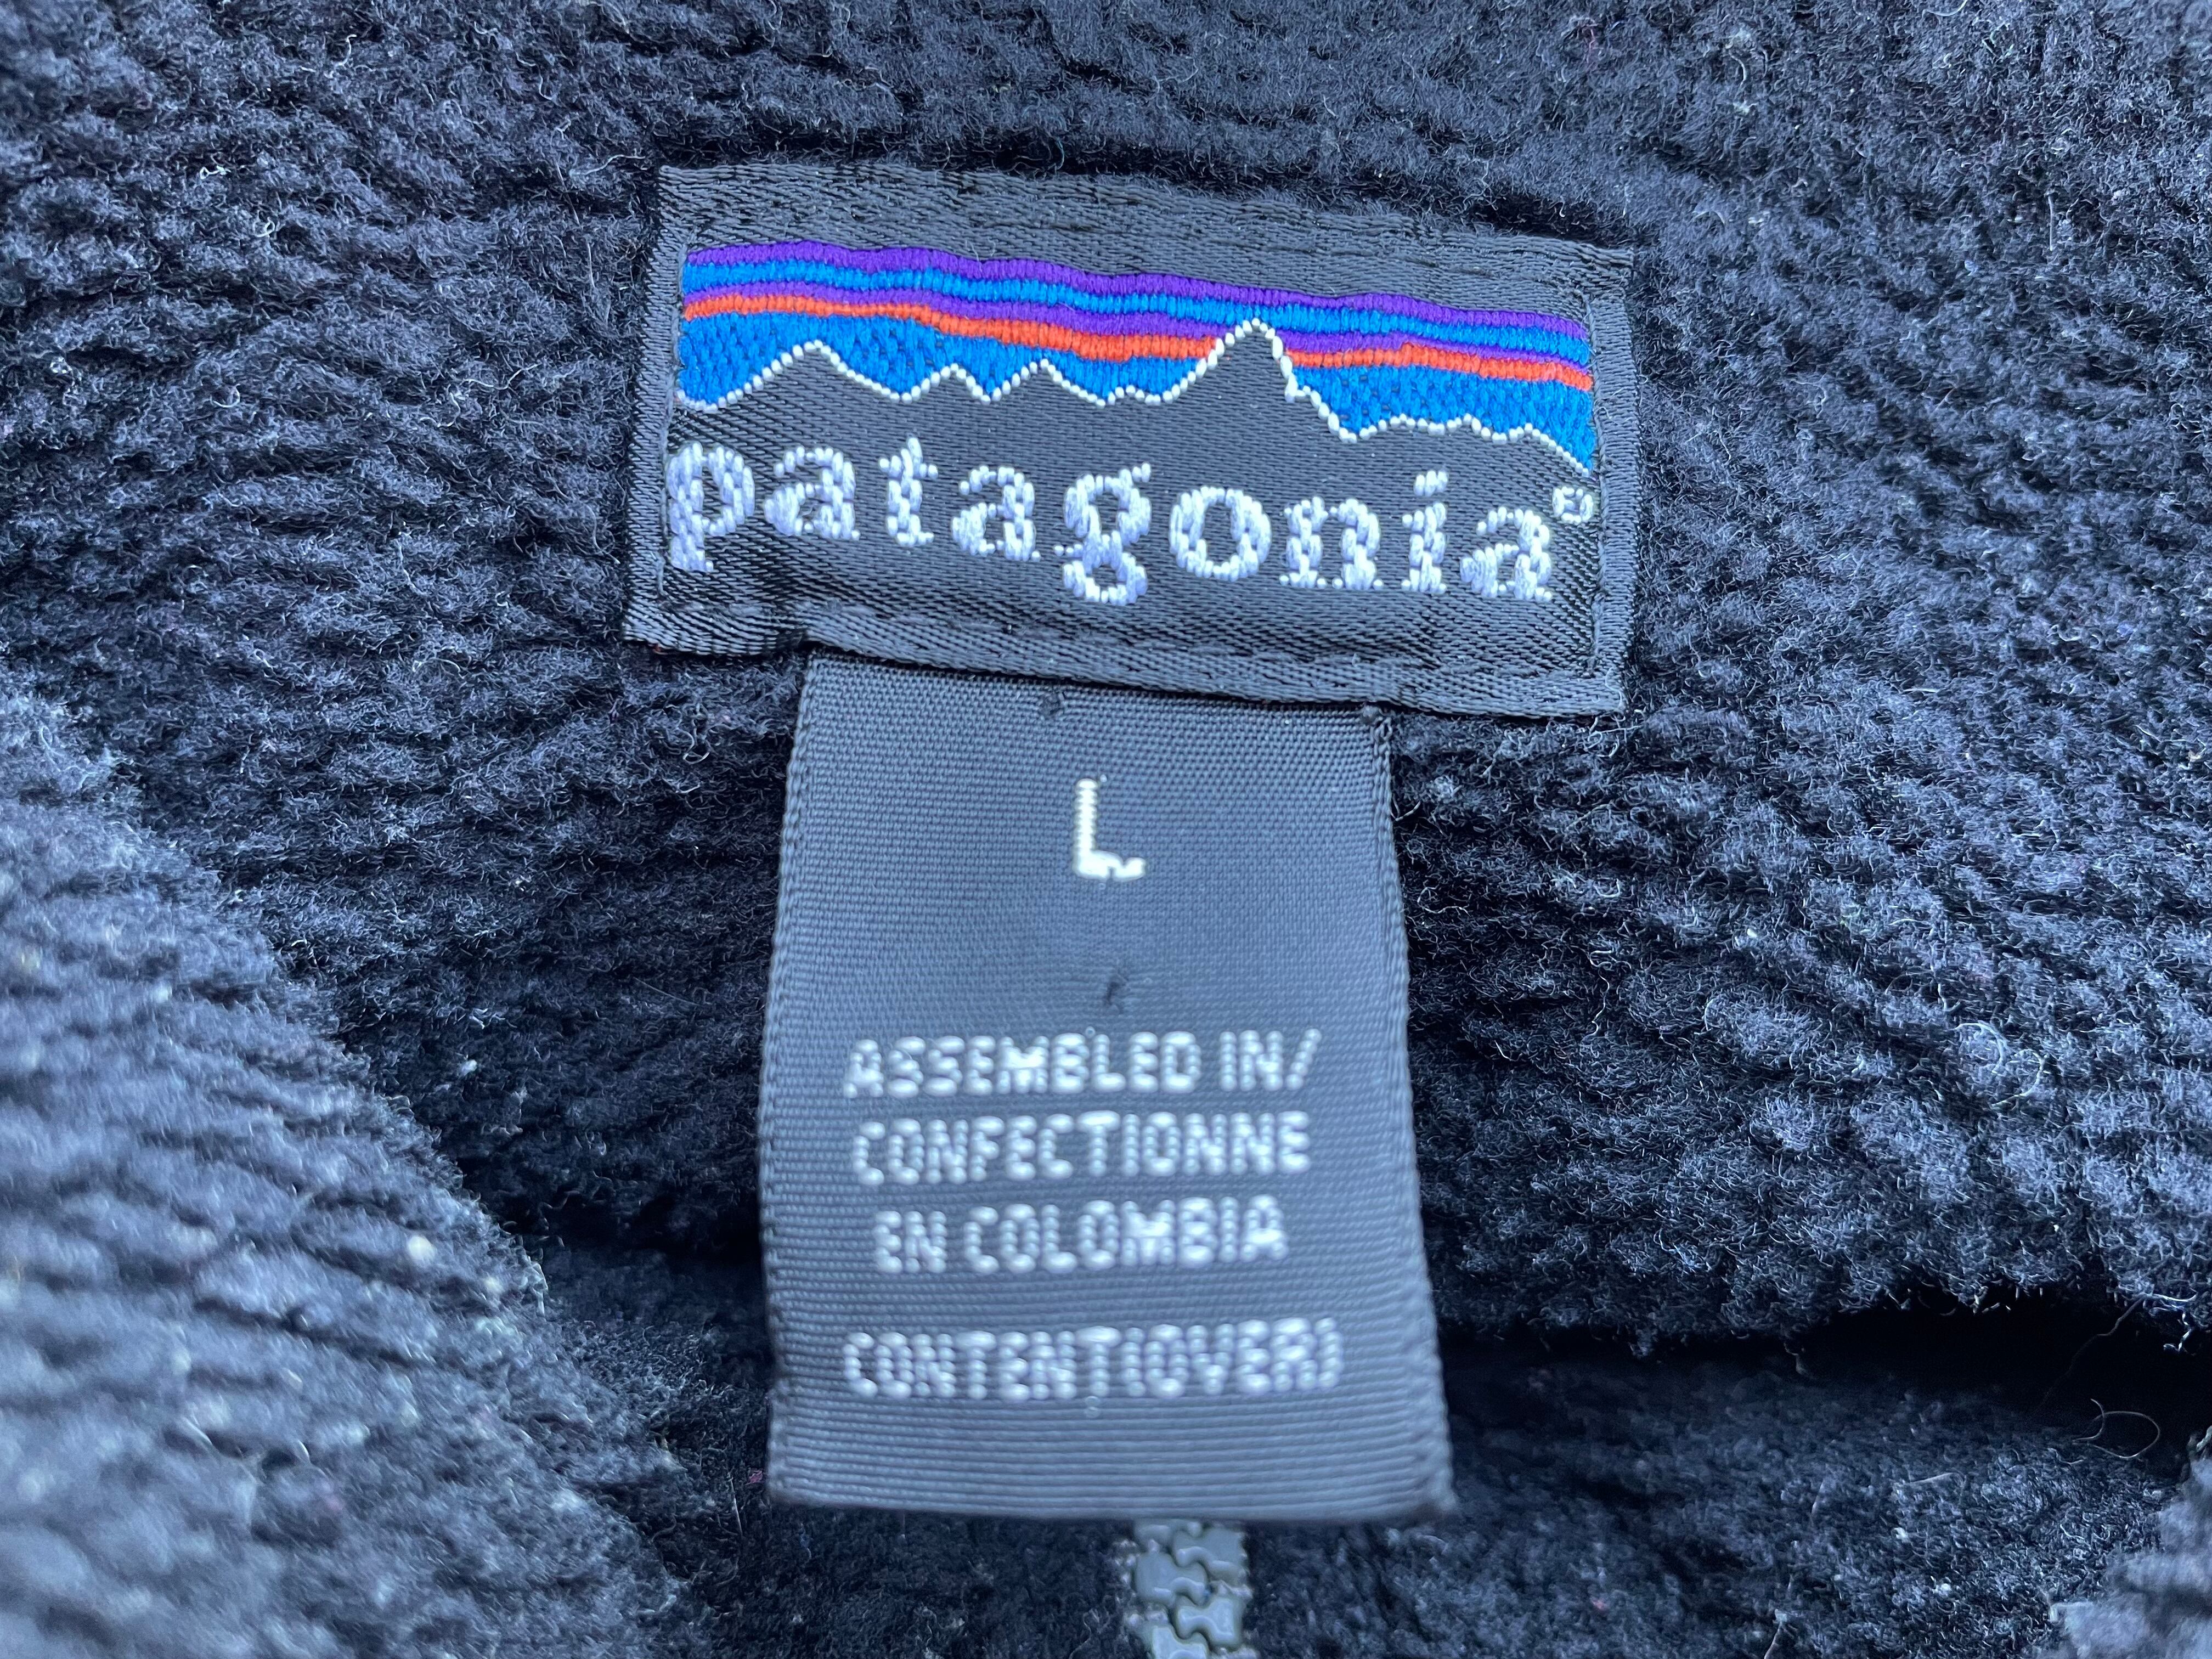 patagonia®
L
ASSEMBLED IN/
CONFECTIONNE
EN COLOMBIA
CONTENT(OVER)